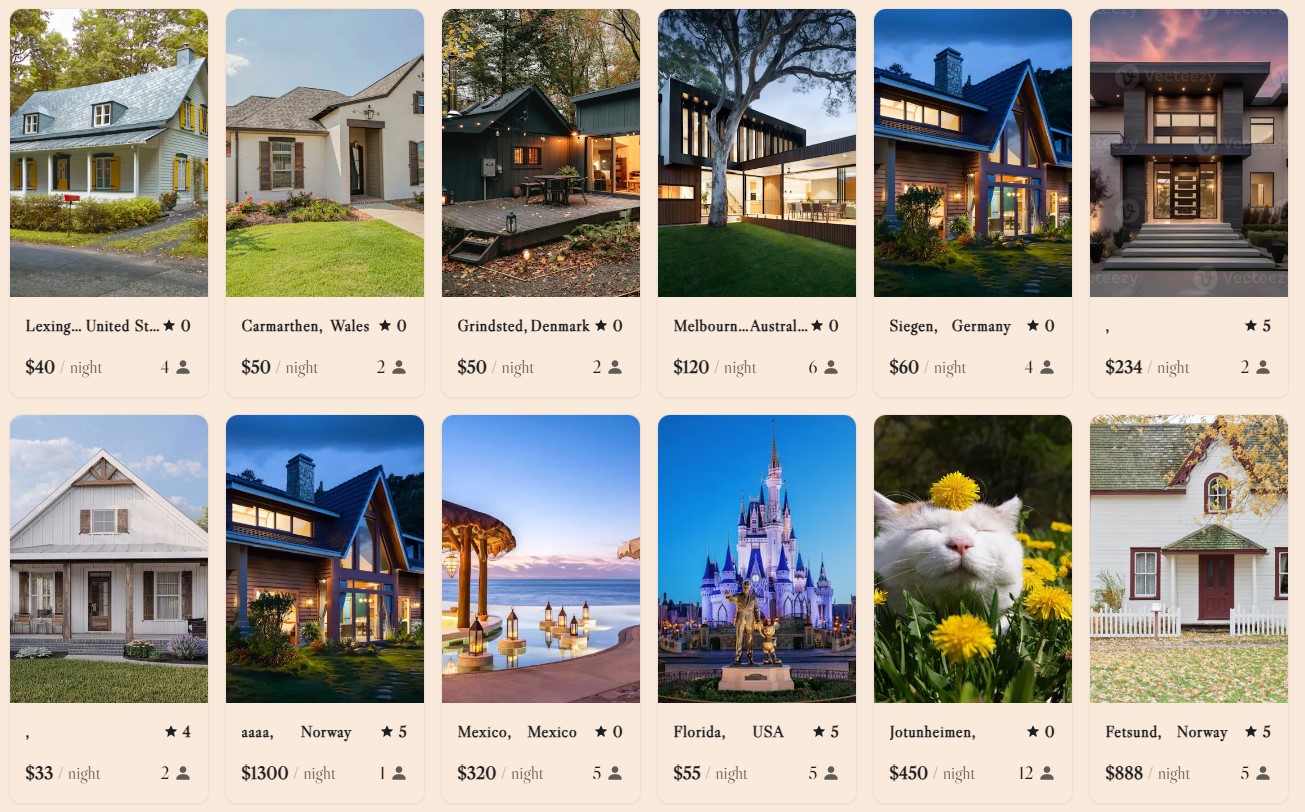 Vecteezy
Vecteezy
Lexing... United St... 0
$40 / night 4
Carmarthen, Wales 0
$50 / night 2
Grindsted, Denmark 0
$50 / night 2
Melbourn... Austral... 0
$120 / night 6
Siegen, Germany 0
$60 / night 4
, 5
$234 / night 2
, 4
$33 / night 2
aaaa, Norway 5
$1300 / night 1
Mexico, Mexico 0
$320 / night 5
Florida, USA 5
$55 / night 5
Jotunheimen, 0
$450 / night 12
Fetsund, Norway 5
$888 / night 5